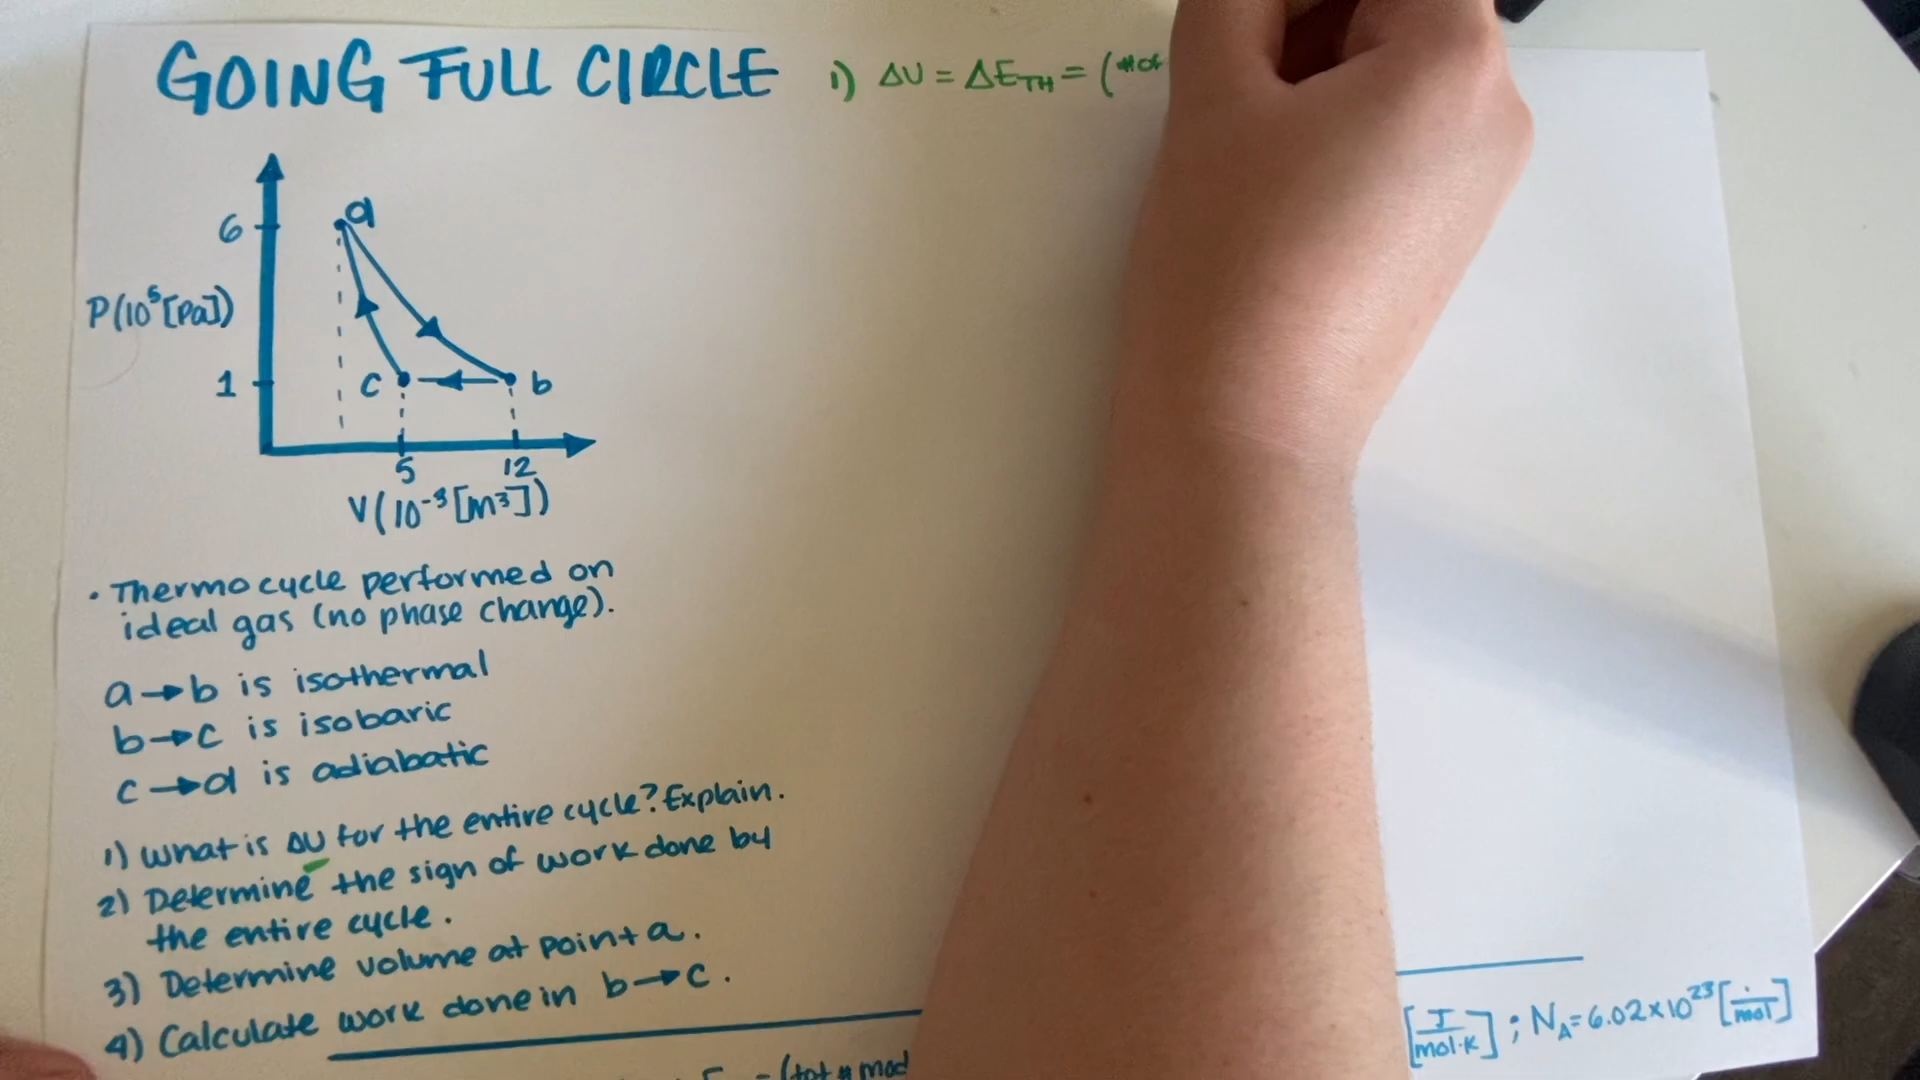 GOING FULL CIRCLE
1) ΔU = ΔE_TH = (#of
a
6
P(10⁵[Pa])
1
c
b
5
12
V(10⁻³[m³])
• Thermo cycle performed on
ideal gas (no phase change).
a→b is isothermal
b→c is isobaric
c→a is adiabatic
1) What is ΔU for the entire cycle? Explain.
2) Determine the sign of work done by
the entire cycle.
3) Determine volume at point a.
4) Calculate work done in b→c.
= (tot # mod
[J/mol·K] ; N_A = 6.02×10²³ [·/mol]